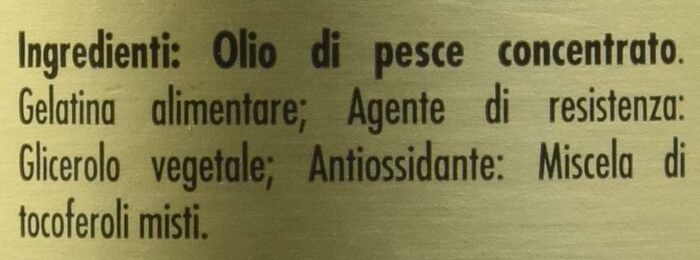 Ingredienti: Olio di pesce concentrato.
Gelatina alimentare; Agente di resistenza:
Glicerolo vegetale; Antiossidante: Miscela di
tocoferoli misti.